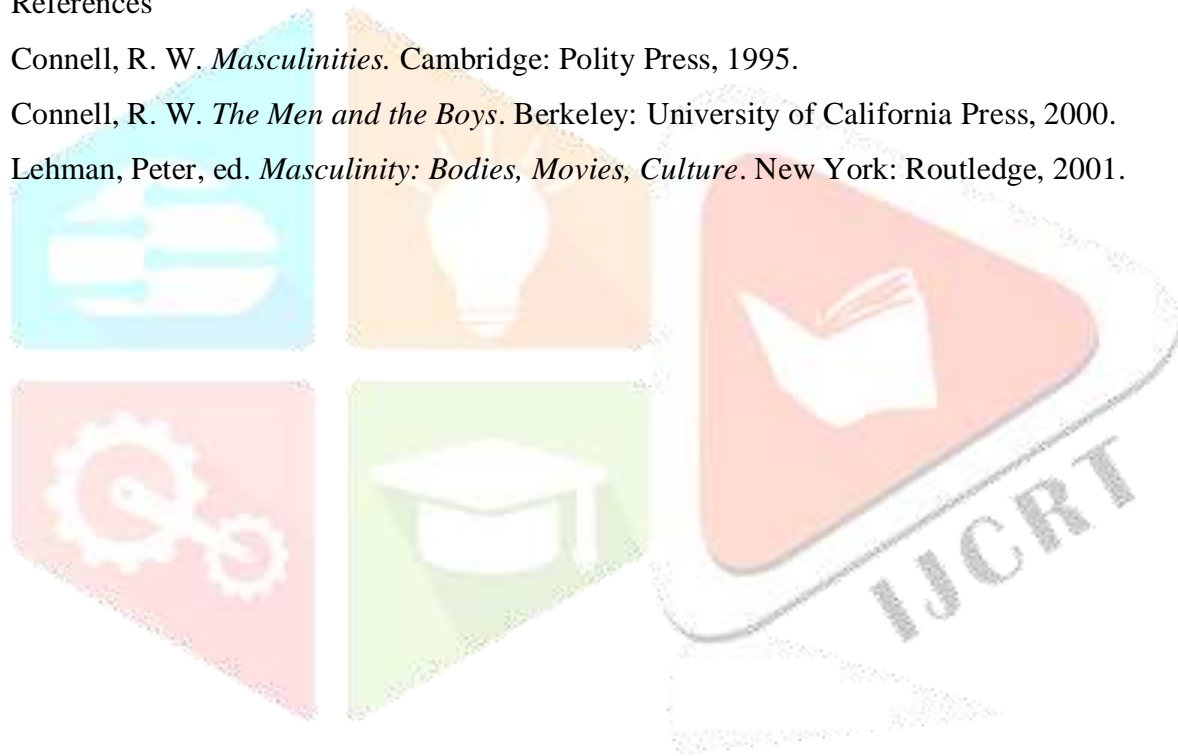 References
Connell, R. W. Masculinities. Cambridge: Polity Press, 1995.
Connell, R. W. The Men and the Boys. Berkeley: University of California Press, 2000.
Lehman, Peter, ed. Masculinity: Bodies, Movies, Culture. New York: Routledge, 2001.
IJCRT